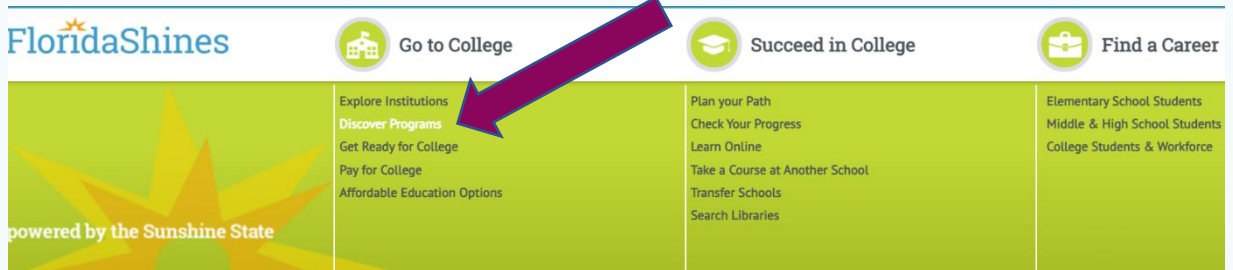 FloridaShines
Go to College
Succeed in College
Find a Career
Explore Institutions
Discover Programs
Get Ready for College
Pay for College
Affordable Education Options
Plan your Path
Check Your Progress
Learn Online
Take a Course at Another School
Transfer Schools
Search Libraries
Elementary School Students
Middle & High School Students
College Students & Workforce
powered by the Sunshine State